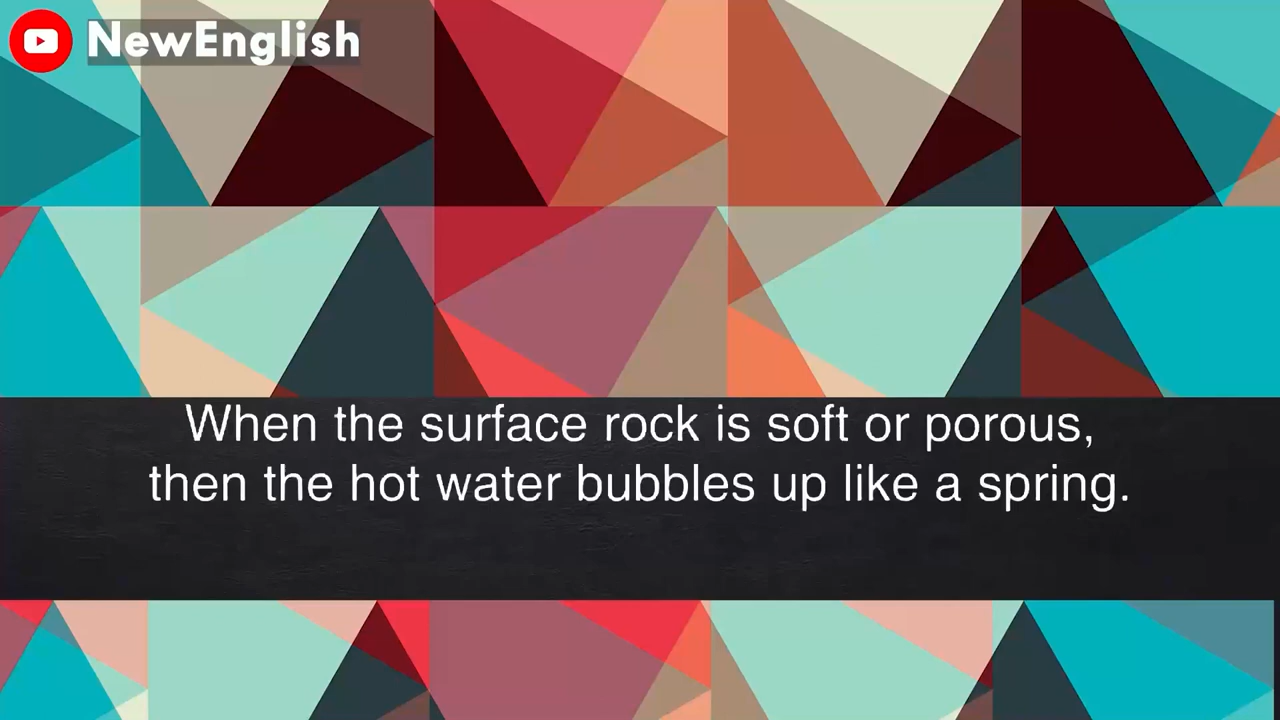 NewEnglish
When the surface rock is soft or porous,
then the hot water bubbles up like a spring.